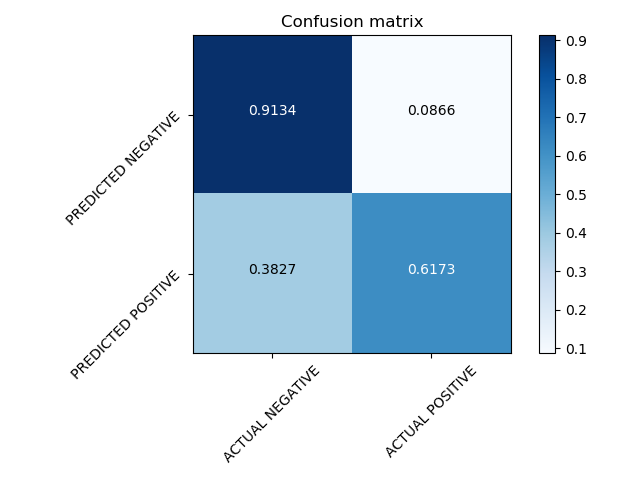 Confusion matrix
PREDICTED NEGATIVE
0.9134
0.0866
PREDICTED POSITIVE
0.3827
0.6173
ACTUAL NEGATIVE
ACTUAL POSITIVE
0.9
0.8
0.7
0.6
0.5
0.4
0.3
0.2
0.1